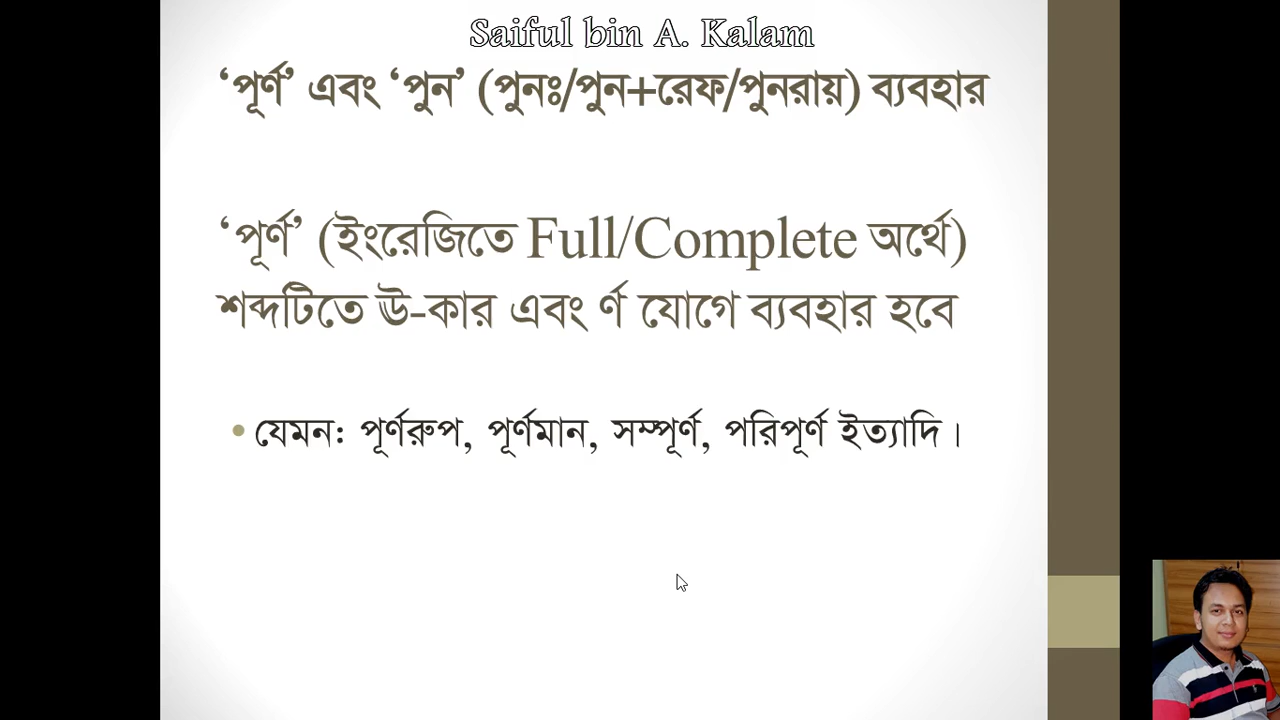 Saiful bin A. Kalam
‘পূর্ণ’ এবং ‘পুন’ (পুনঃ/পুন+রেফ/পুনরায়) ব্যবহার
‘পূর্ণ’ (ইংরেজিতে Full/Complete অর্থে)
শব্দটিতে ঊ-কার এবং র্ণ যোগে ব্যবহার হবে
• যেমন: পূর্ণরুপ, পূর্ণমান, সম্পূর্ণ, পরিপূর্ণ ইত্যাদি।